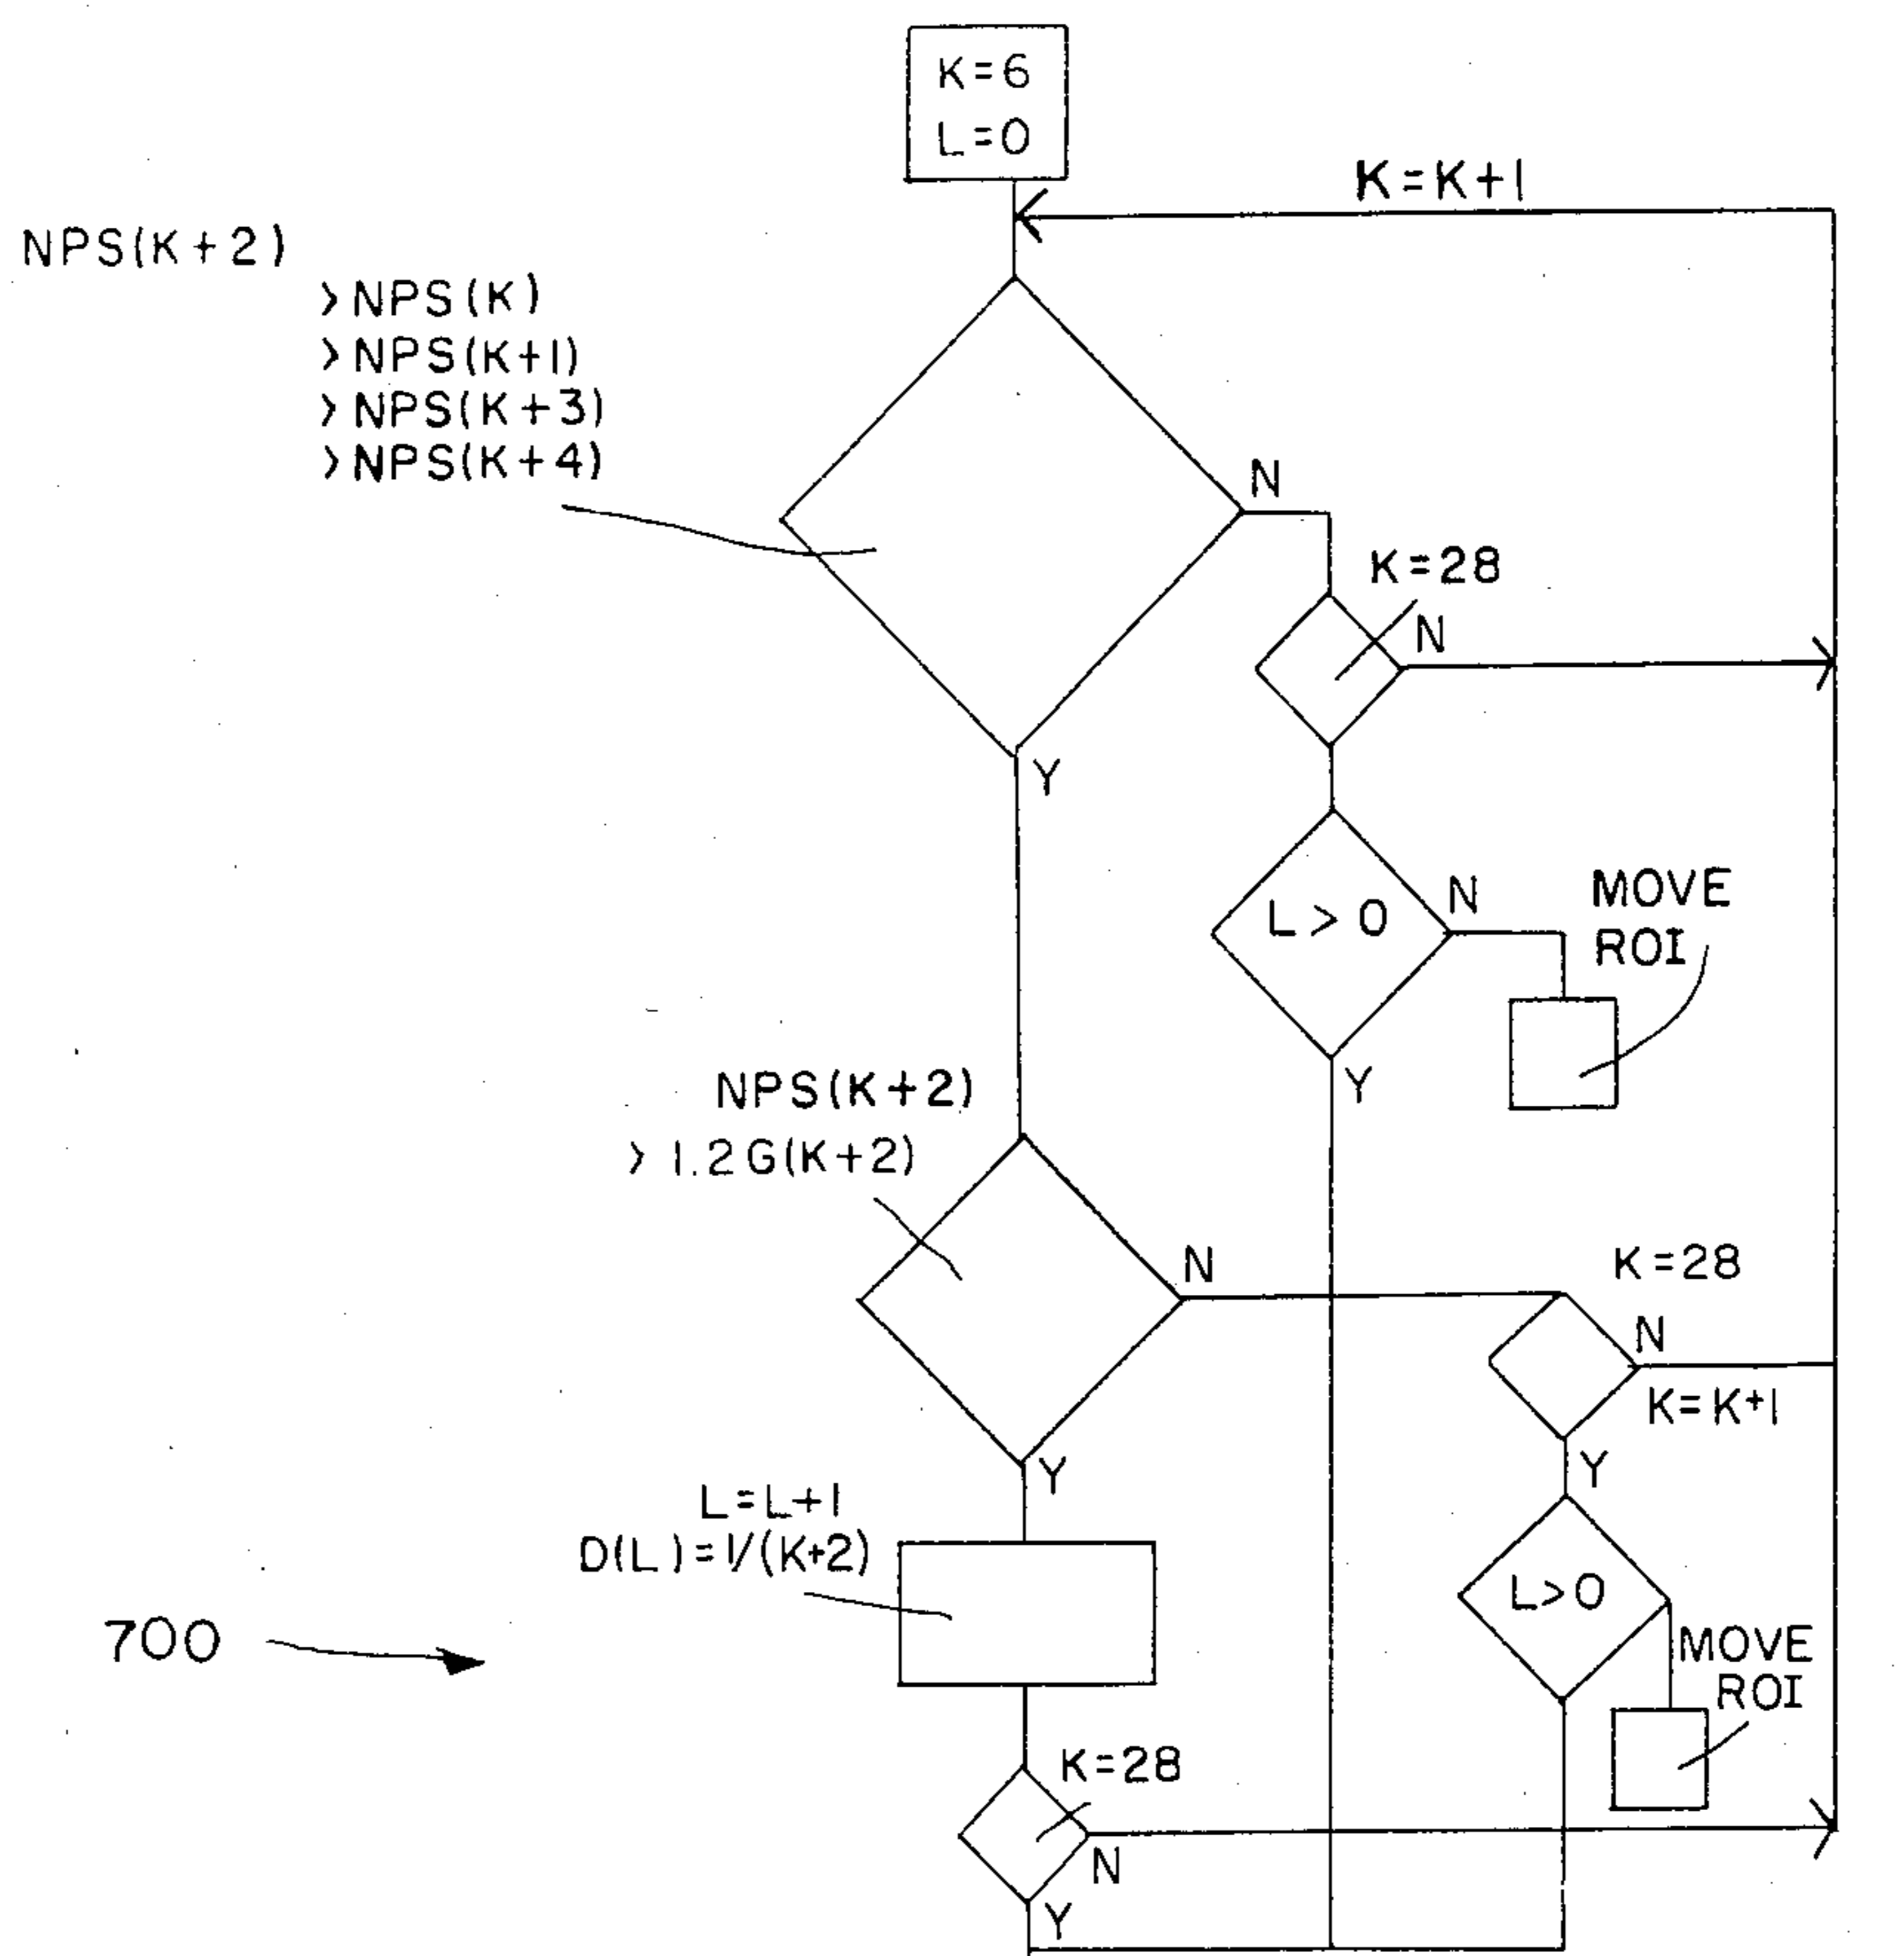 K=6
L=0
K=K+1
NPS(K+2)
>NPS(K)
>NPS(K+1)
>NPS(K+3)
>NPS(K+4)
N
K=28
N
Y
L>0
N
MOVE
ROI
Y
NPS(K+2)
>1.2G(K+2)
N
K=28
N
K=K+1
Y
Y
L=L+1
D(L)=1/(K+2)
L>0
700
MOVE
ROI
K=28
N
Y